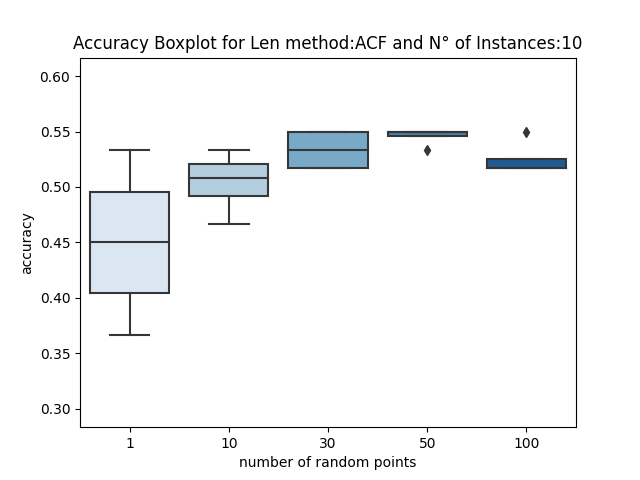 Accuracy Boxplot for Len method:ACF and N° of Instances:10
0.60
0.55
0.50
0.45
0.40
0.35
0.30
accuracy
1 10 30 50 100
number of random points